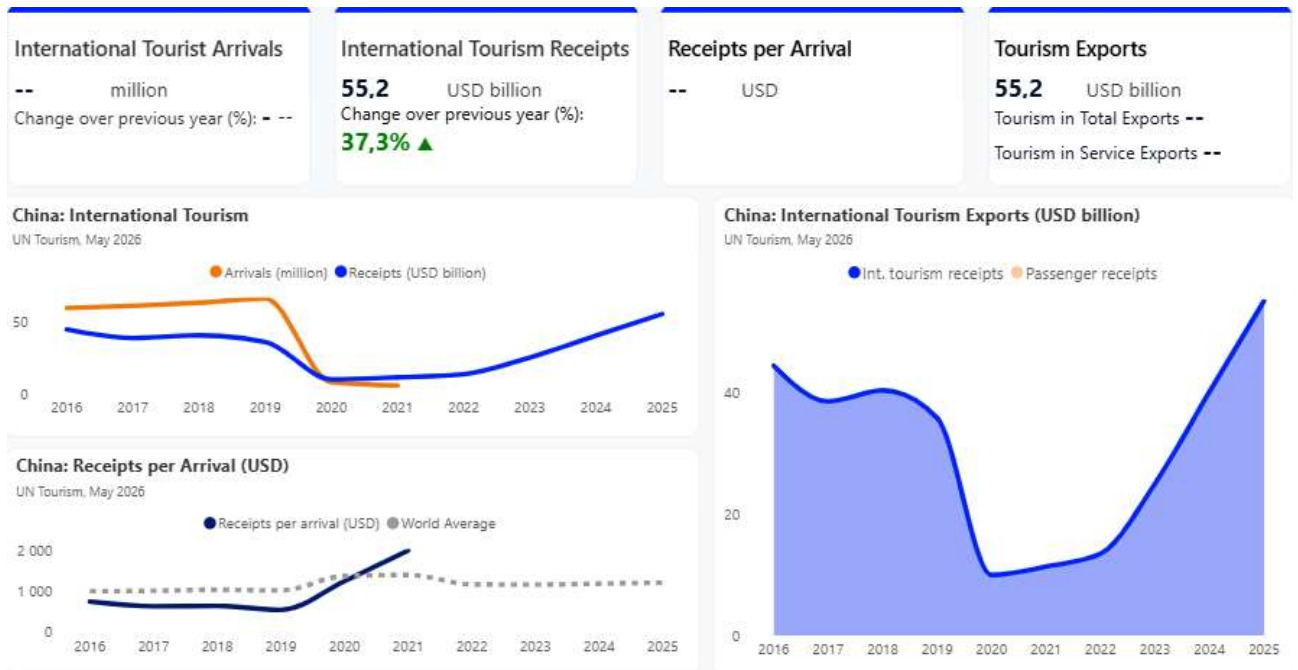 International Tourist Arrivals
-- million
Change over previous year (%): - --
International Tourism Receipts
55,2 USD billion
Change over previous year (%):
37,3% ▲
Receipts per Arrival
-- USD
Tourism Exports
55,2 USD billion
Tourism in Total Exports --
Tourism in Service Exports --
China: International Tourism
UN Tourism, May 2026
Arrivals (million) Receipts (USD billion)
50
0
2016 2017 2018 2019 2020 2021 2022 2023 2024 2025
China: Receipts per Arrival (USD)
UN Tourism, May 2026
Receipts per arrival (USD) World Average
2 000
1 000
0
2016 2017 2018 2019 2020 2021 2022 2023 2024 2025
China: International Tourism Exports (USD billion)
UN Tourism, May 2026
Int. tourism receipts Passenger receipts
40
20
0
2016 2017 2018 2019 2020 2021 2022 2023 2024 2025